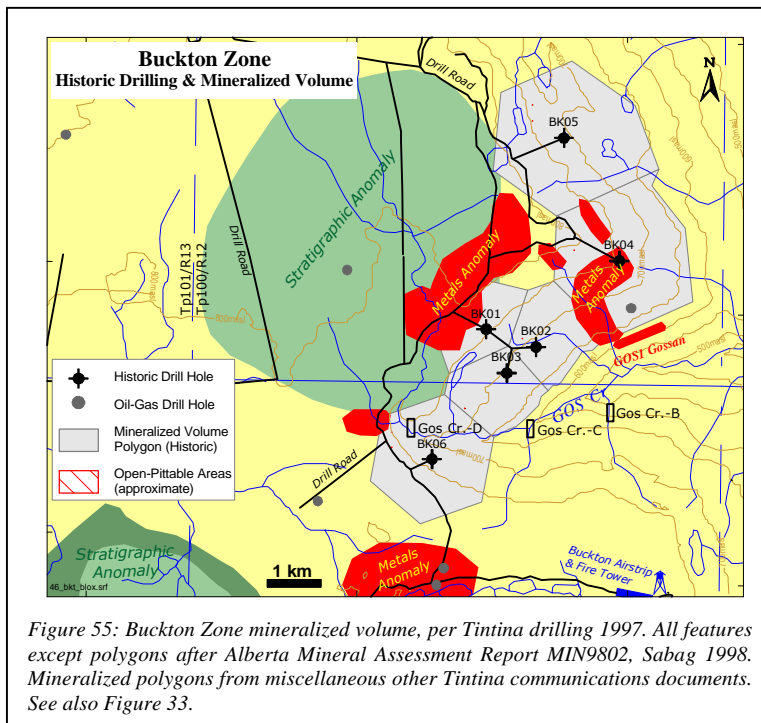 Buckton Zone
Historic Drilling & Mineralized Volume
Drill Road
N
BK05
600masl
500masl
Stratigraphic Anomaly
Drill Road
Tp101/R13
Tp100/R12
Metals Anomaly
BK04
Metals
Anomaly
BK01
BK02
BK03
GOS1 Gossan
500masl
GOS Cr
Gos Cr.-B
Gos Cr.-C
Gos Cr.-D
BK06
700masl
Drill Road
Historic Drill Hole
Oil-Gas Drill Hole
Mineralized Volume
Polygon (Historic)
Open-Pittable Areas
(approximate)
Stratigraphic
Anomaly
46_bkt_blox.srf
1 km
Metals
Anomaly
Buckton Airstrip
& Fire Tower
Figure 55: Buckton Zone mineralized volume, per Tintina drilling 1997. All features
except polygons after Alberta Mineral Assessment Report MIN9802, Sabag 1998.
Mineralized polygons from miscellaneous other Tintina communications documents.
See also Figure 33.